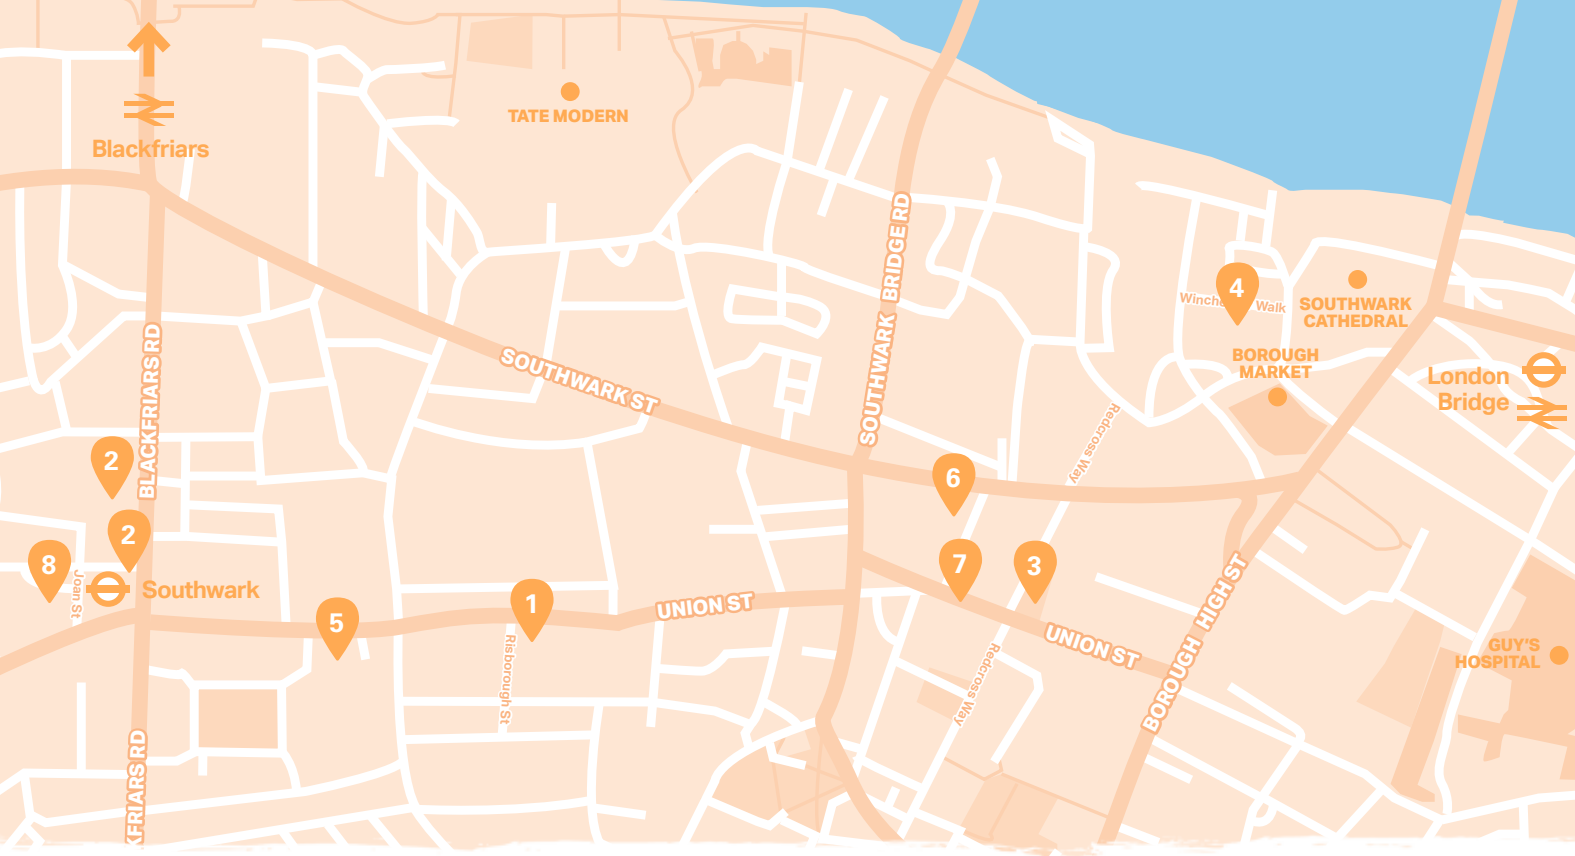 TATE MODERN
Blackfriars
SOUTHWARK BRIDGE RD
4
Winche Walk
SOUTHWARK
CATHEDRAL
BOROUGH
MARKET
London
Bridge
BLACKFRIARS RD
SOUTHWARK ST
Redcross Way
2
6
2
8
7
3
Joan St
Southwark
1
5
UNION ST
UNION ST
BOROUGH HIGH ST
GUY'S
HOSPITAL
Risborough St
Redcross Way
KFRIARS RD